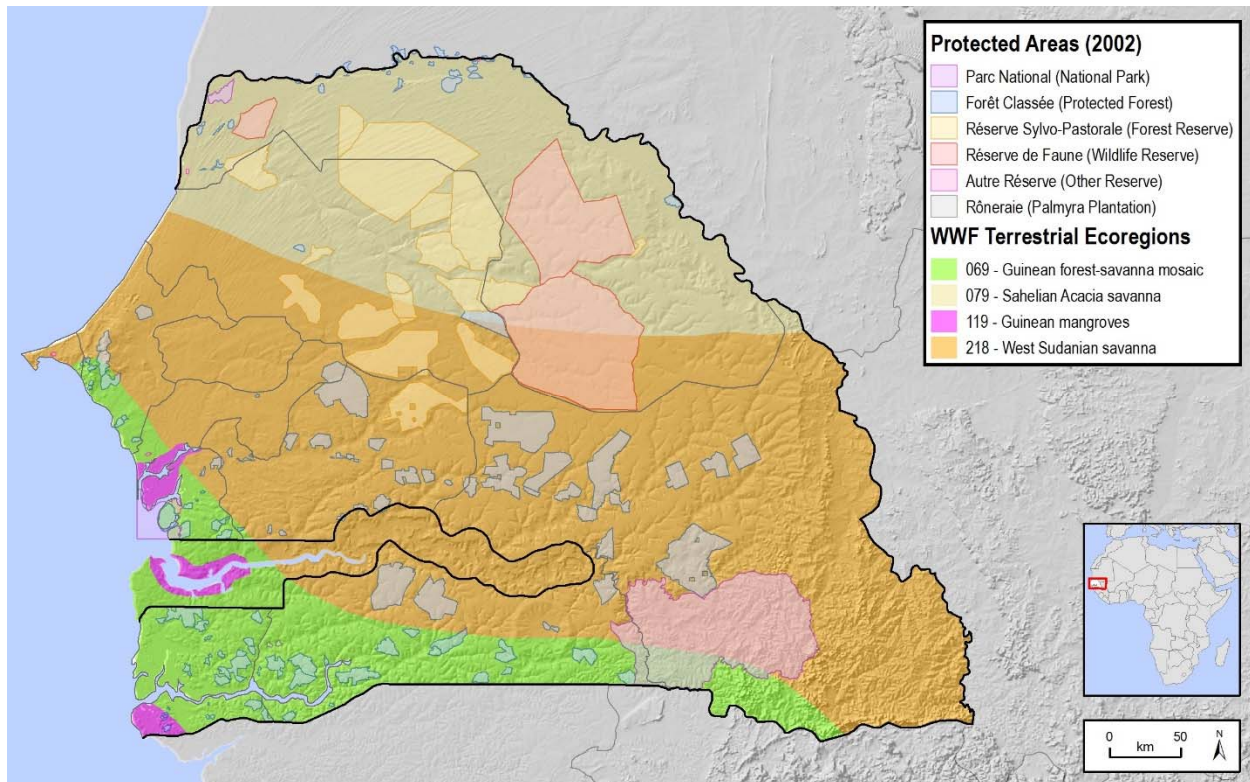 Protected Areas (2002)
Parc National (National Park)
Forêt Classée (Protected Forest)
Réserve Sylvo-Pastorale (Forest Reserve)
Réserve de Faune (Wildlife Reserve)
Autre Réserve (Other Reserve)
Rôneraie (Palmyra Plantation)
WWF Terrestrial Ecoregions
069 - Guinean forest-savanna mosaic
079 - Sahelian Acacia savanna
119 - Guinean mangroves
218 - West Sudanian savanna
0 50 N
km